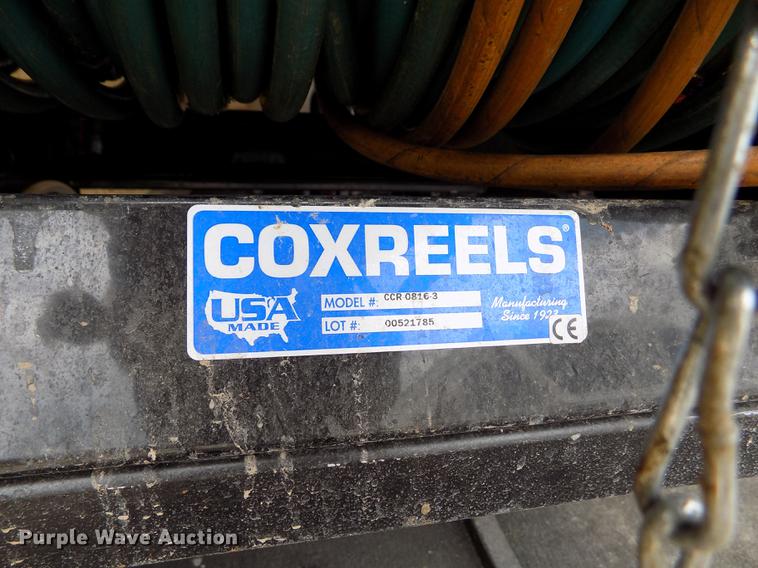 COXREELS®
USA
MADE
MODEL #: CCR-0816-3
LOT #: 00521785
Manufacturing
Since 1923
CE
Purple Wave Auction